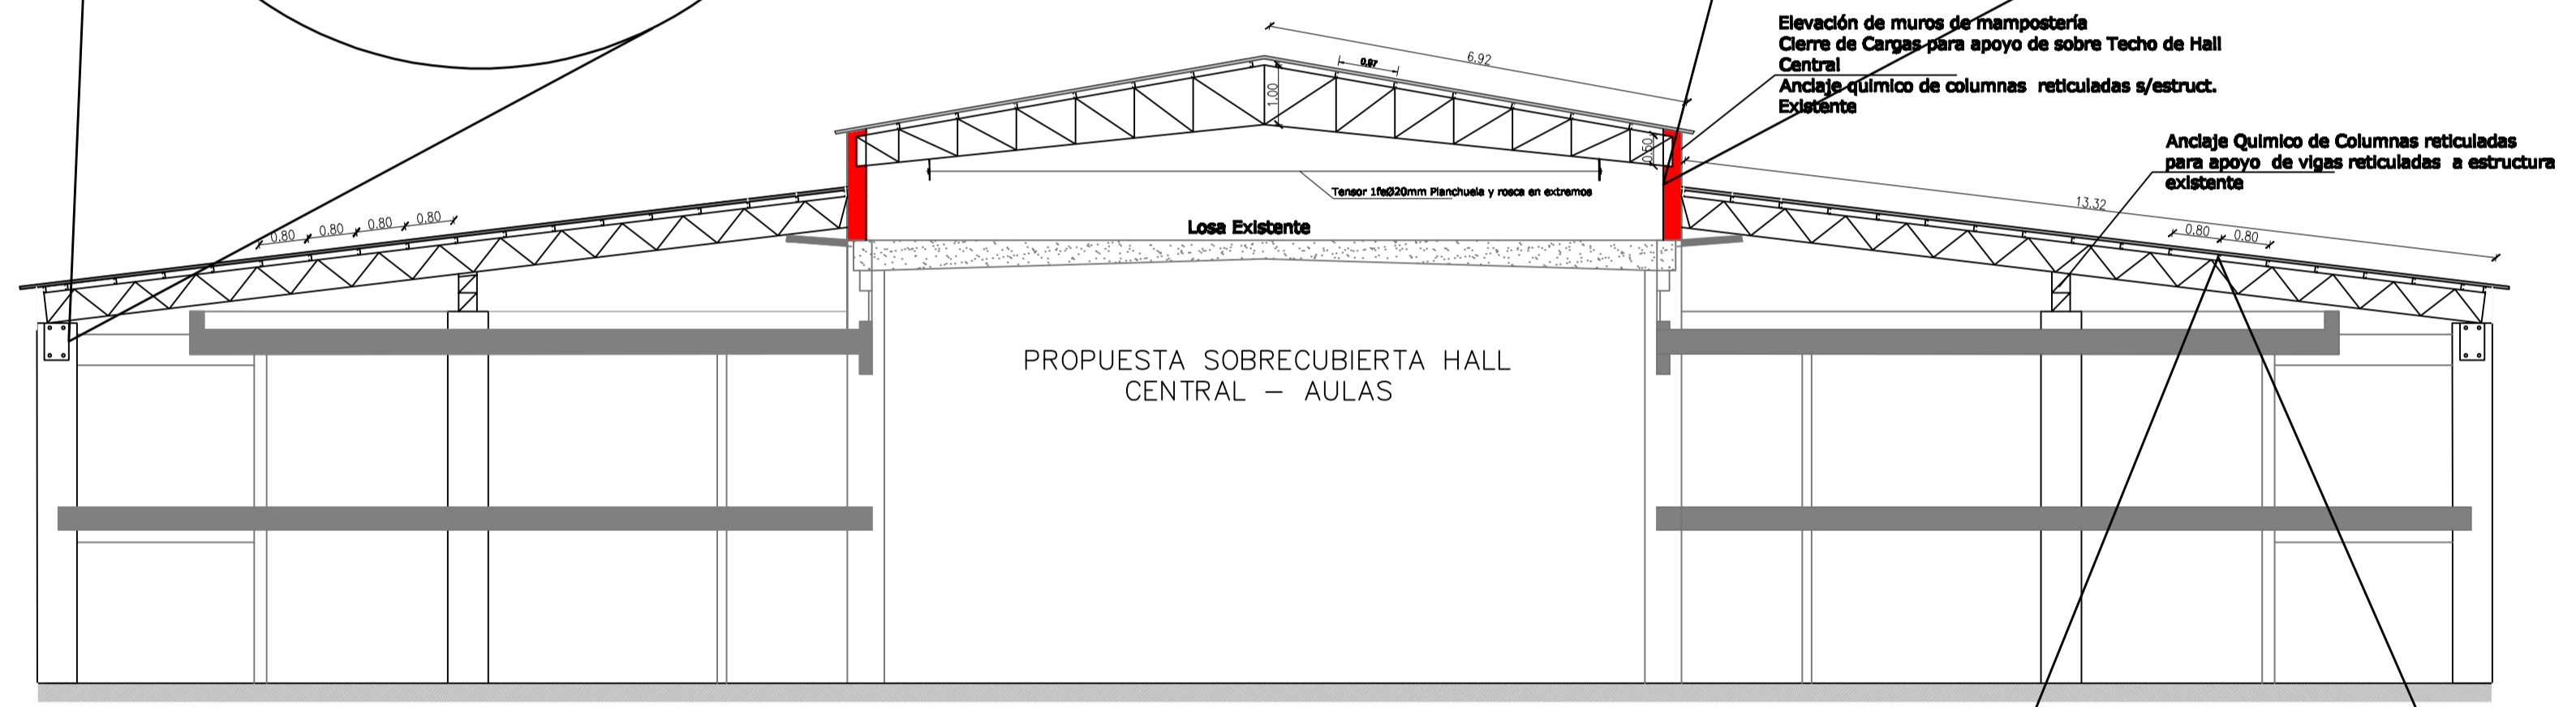 Elevación de muros de mampostería
Cierre de Cargas para apoyo de sobre Techo de Hall
Central
Anclaje quimico de columnas reticuladas s/estruct.
Existente
6.92
0.97
1.00
0.50
Anclaje Quimico de Columnas reticuladas
para apoyo de vigas reticuladas a estructura
existente
Tensor 1feØ20mm Planchuela y rosca en extremos
13.32
0.80 0.80 0.80 0.80
Losa Existente
0.80 0.80
PROPUESTA SOBRECUBIERTA HALL
CENTRAL – AULAS